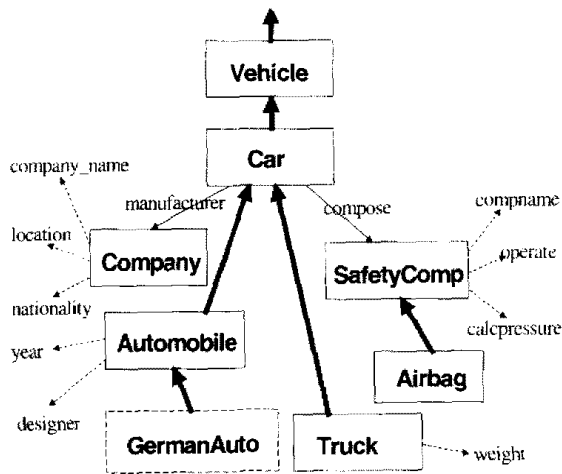 Vehicle
Car
company_name
manufacturer
compose
compname
location
Company
SafetyComp
operate
nationality
calcpressure
year
Automobile
Airbag
designer
GermanAuto
Truck
weight